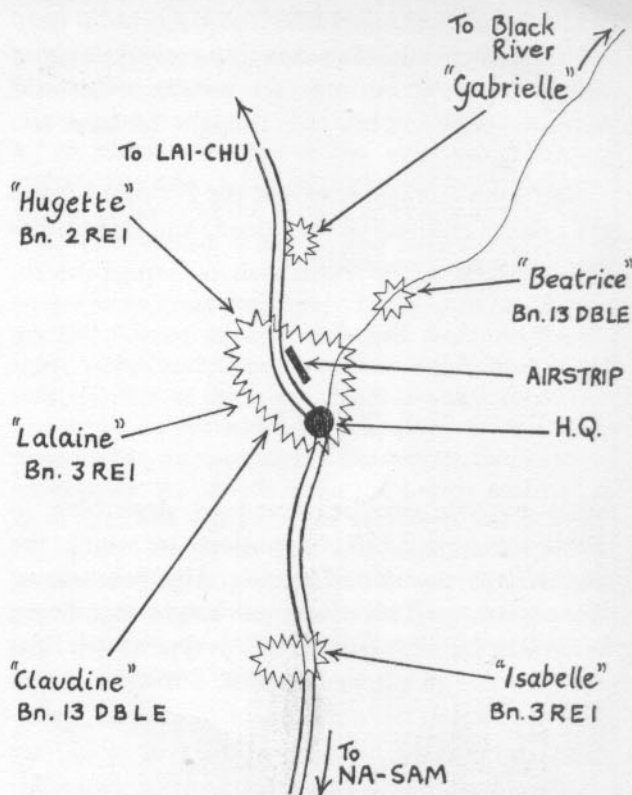 To Black
River
"Gabrielle"
To LAI-CHU
"Hugette"
Bn. 2 REI
"Beatrice"
Bn. 13 DBLE
AIRSTRIP
H.Q.
"Lalaine"
Bn. 3 REI
"Claudine"
Bn. 13 DBLE
"Isabelle"
Bn. 3 REI
To
NA-SAM